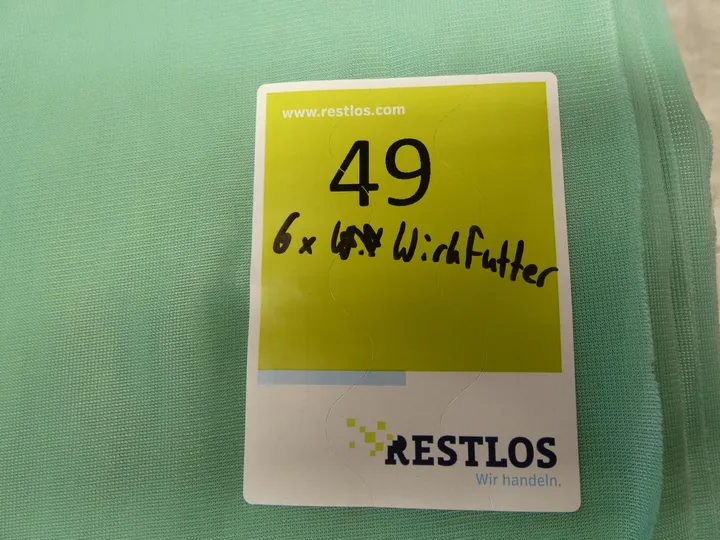 www.restlos.com
49
6 x Wirkfutter
RESTLOS
Wir handeln.